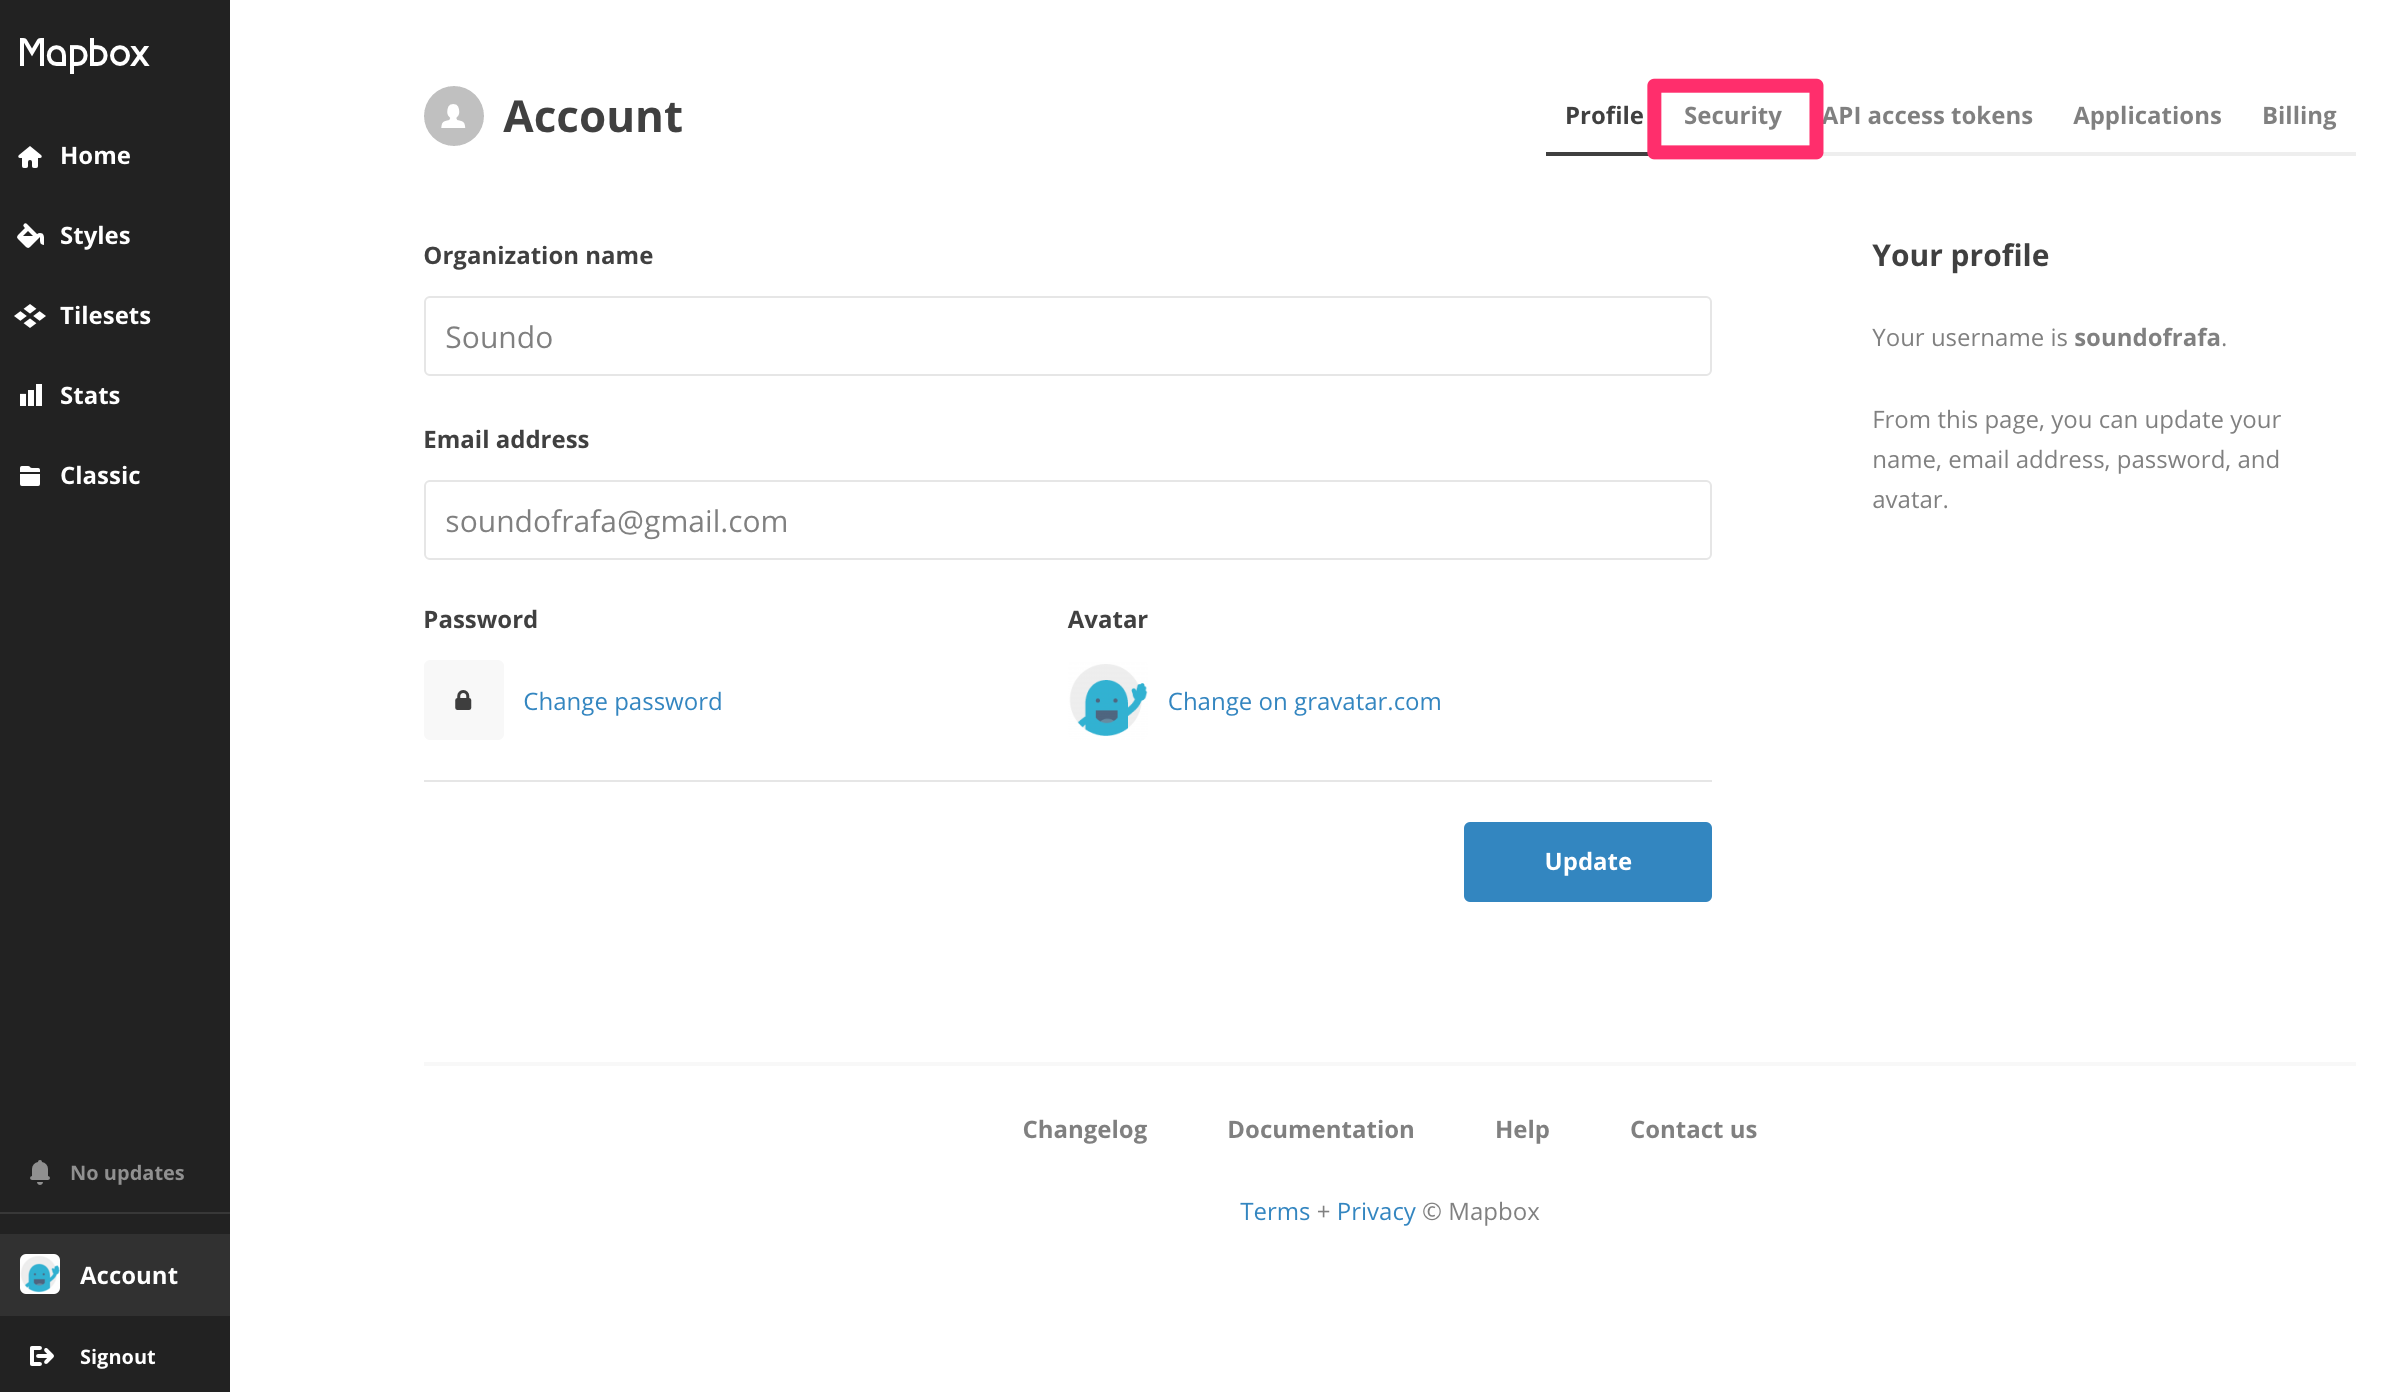 Mapbox
Home
Styles
Tilesets
Stats
Classic
No updates
Account
Signout
Account
Profile Security API access tokens Applications Billing
Organization name
Soundo
Email address
soundofrafa@gmail.com
Password
Change password
Avatar
Change on gravatar.com
Update
Your profile
Your username is soundofrafa.
From this page, you can update your
name, email address, password, and
avatar.
Changelog Documentation Help Contact us
Terms + Privacy © Mapbox